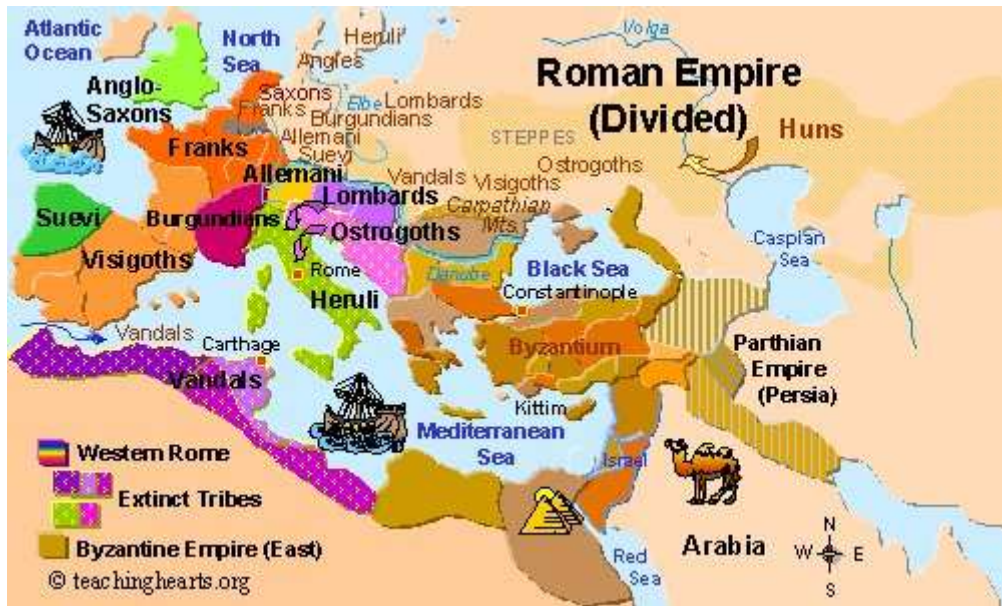 Atlantic
Ocean
North
Sea
Heruli
Angles
Volga
Roman Empire
(Divided)
Anglo-
Saxons
Saxons
Franks
Elbe
Lombards
Burgundians
Allemani
Suevi
STEPPES
Huns
Franks
Vandals
Visigoths
Ostrogoths
Allemani
Lombards
Carpathian
Mts.
Suevi
Burgundians
Ostrogoths
Visigoths
Rome
Danube
Black Sea
Caspian
Sea
Heruli
Constantinople
Vandals
Carthage
Byzantium
Parthian
Empire
(Persia)
Vandals
Kittim
Mediterranean
Sea
Israel
Western Rome
Extinct Tribes
Byzantine Empire (East)
Red
Sea
Arabia
N
W
E
S
© teachinghearts.org